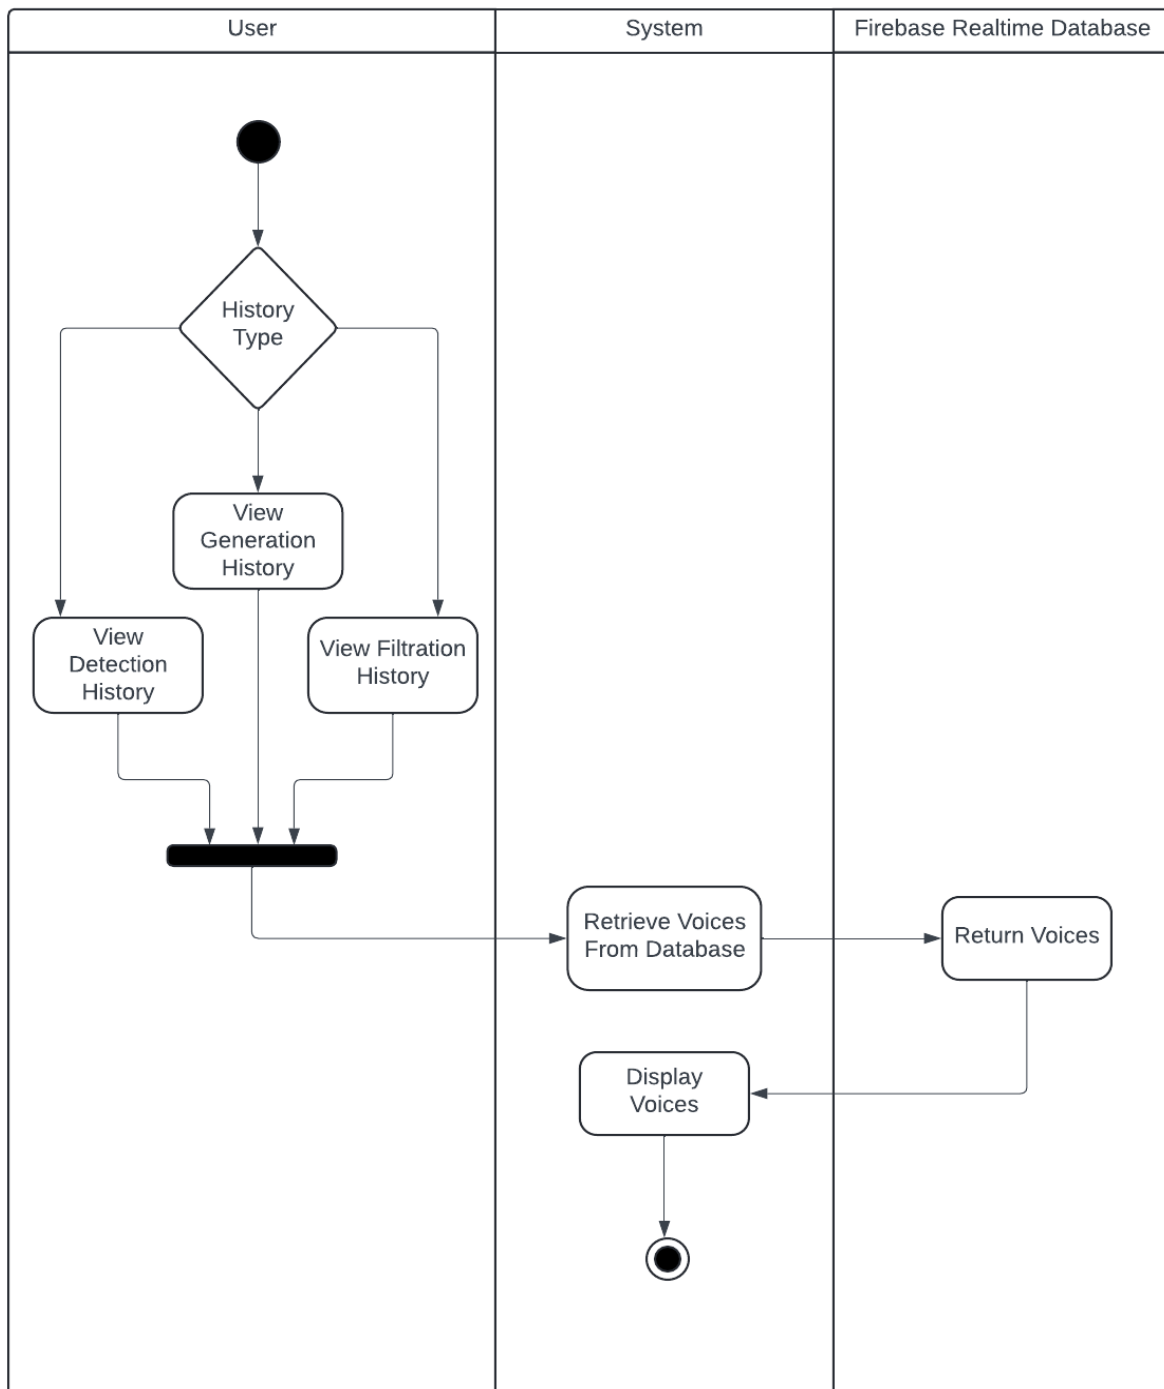 User
System
Firebase Realtime Database
History
Type
View
Generation
History
View
Detection
History
View Filtration
History
Retrieve Voices
From Database
Return Voices
Display
Voices